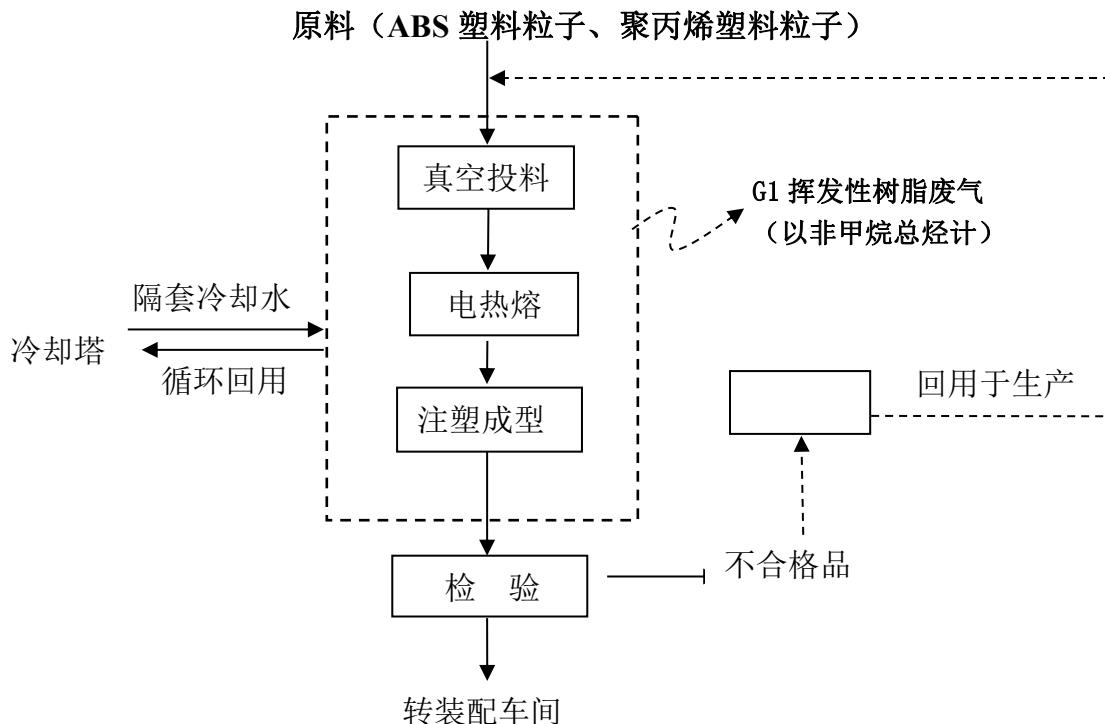 原料（ABS 塑料粒子、聚丙烯塑料粒子）
真空投料
G1 挥发性树脂废气
（以非甲烷总烃计）
电热熔
隔套冷却水
冷却塔
循环回用
注塑成型
回用于生产
不合格品
检 验
转装配车间